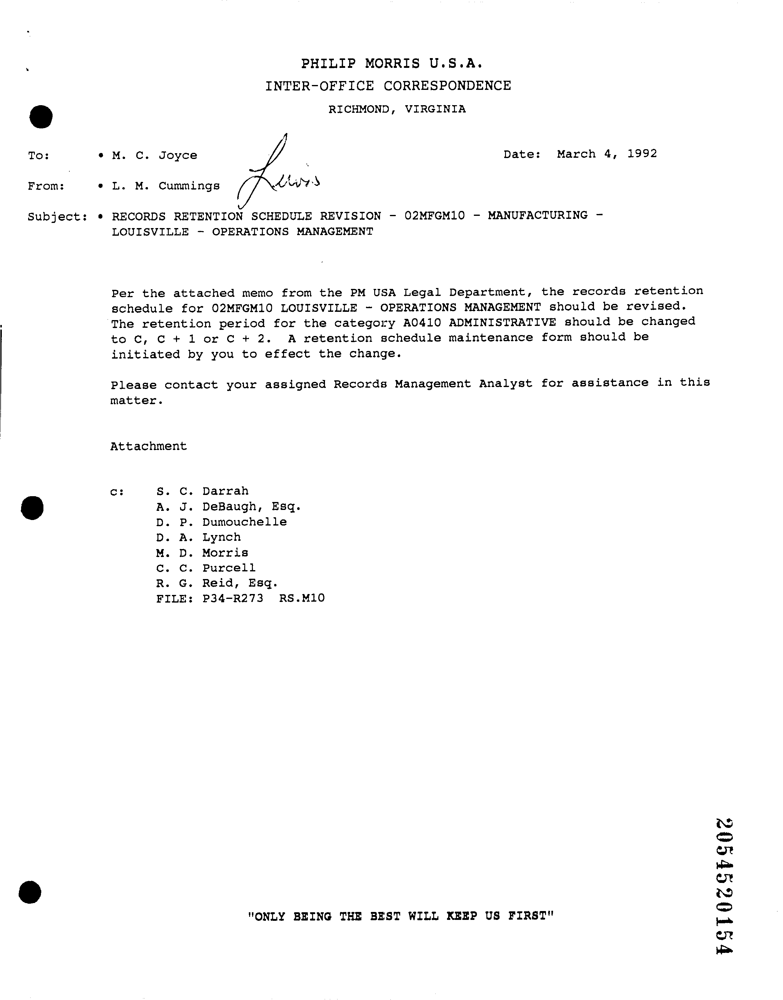 PHILIP MORRIS U.S.A.
INTER-OFFICE CORRESPONDENCE
RICHMOND, VIRGINIA
To: • M. C. Joyce Date: March 4, 1992
From: • L. M. Cummings
Subject: • RECORDS RETENTION SCHEDULE REVISION - 02MFGM10 - MANUFACTURING -
LOUISVILLE - OPERATIONS MANAGEMENT
Per the attached memo from the PM USA Legal Department, the records retention
schedule for 02MFGM10 LOUISVILLE - OPERATIONS MANAGEMENT should be revised.
The retention period for the category A0410 ADMINISTRATIVE should be changed
to C, C + 1 or C + 2. A retention schedule maintenance form should be
initiated by you to effect the change.
Please contact your assigned Records Management Analyst for assistance in this
matter.
Attachment
c: S. C. Darrah
A. J. DeBaugh, Esq.
D. P. Dumouchelle
D. A. Lynch
M. D. Morris
C. C. Purcell
R. G. Reid, Esq.
FILE: P34-R273 RS.M10
"ONLY BEING THE BEST WILL KEEP US FIRST"
2054520154